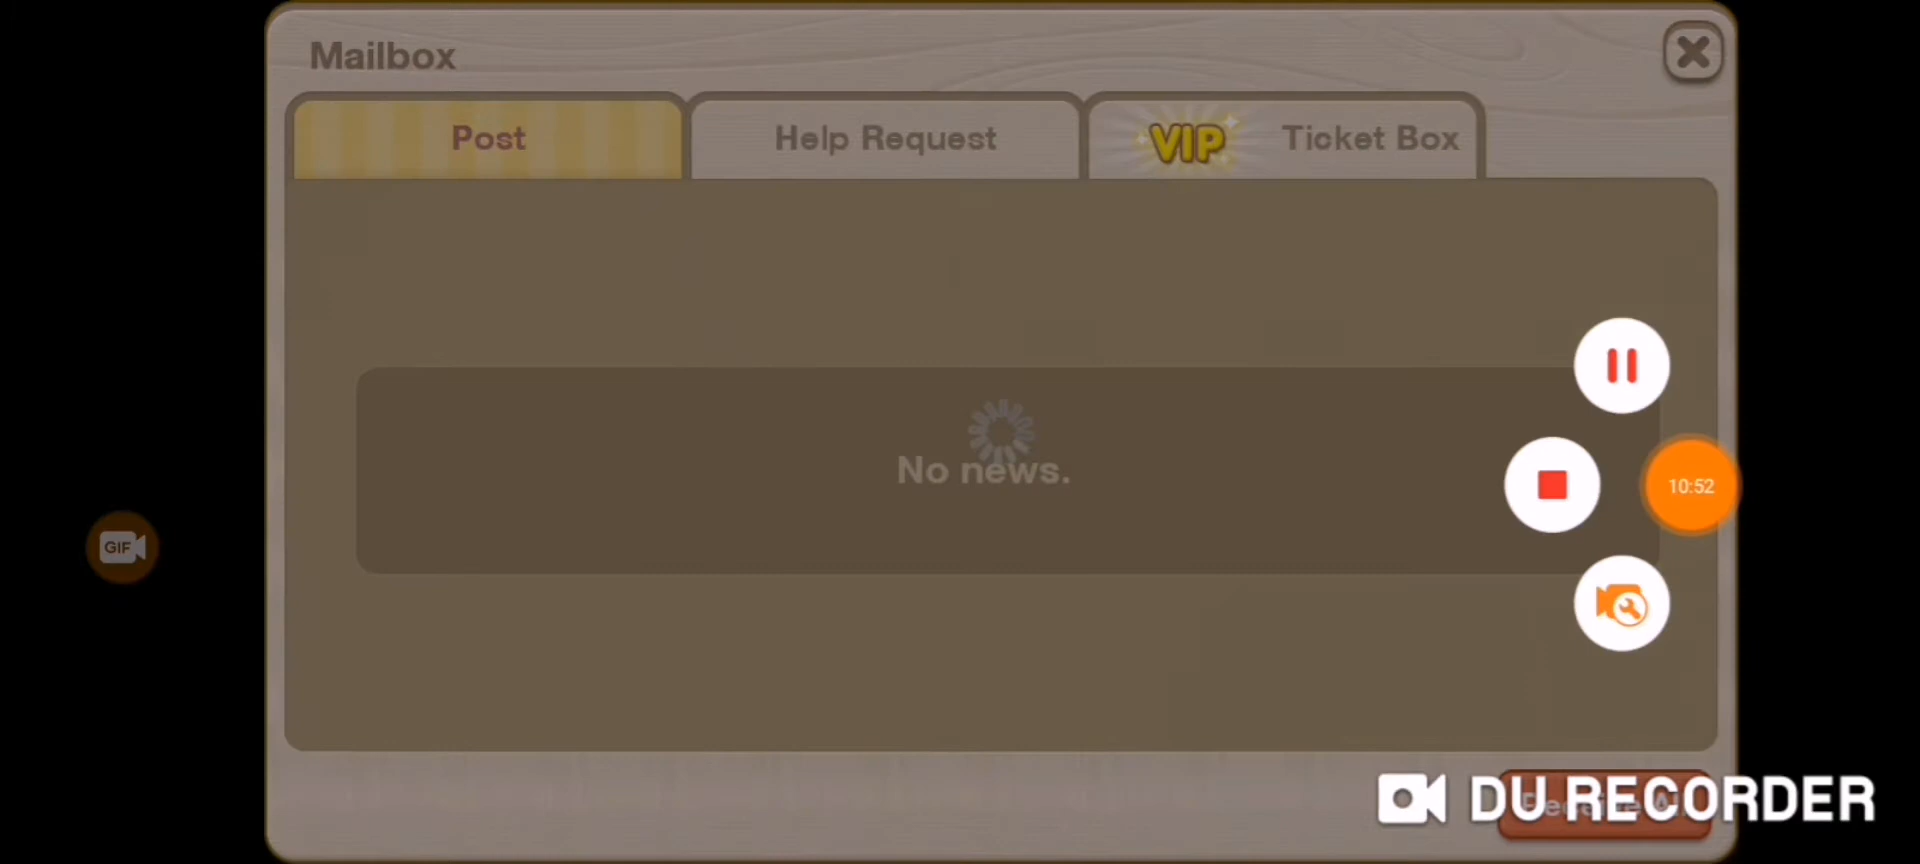 Mailbox
Post
Help Request
VIP Ticket Box
No news.
10:52
GIF
DU RECORDER